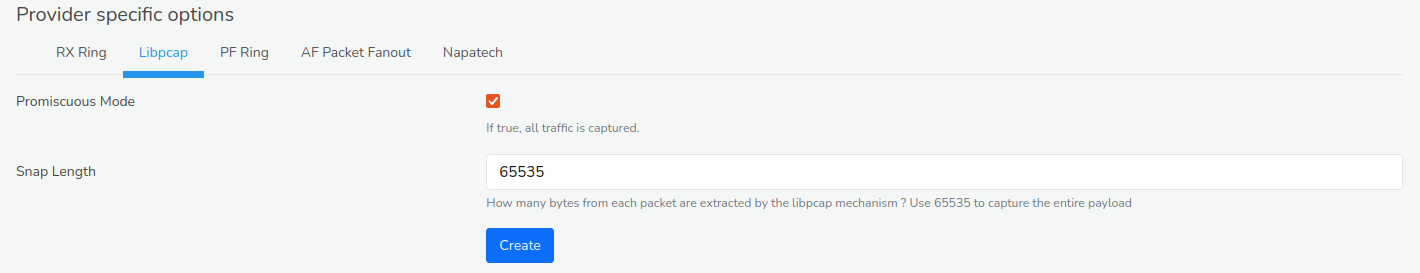 Provider specific options
RX Ring Libpcap PF Ring AF Packet Fanout Napatech
Promiscuous Mode
If true, all traffic is captured.
Snap Length 65535
How many bytes from each packet are extracted by the libpcap mechanism ? Use 65535 to capture the entire payload
Create